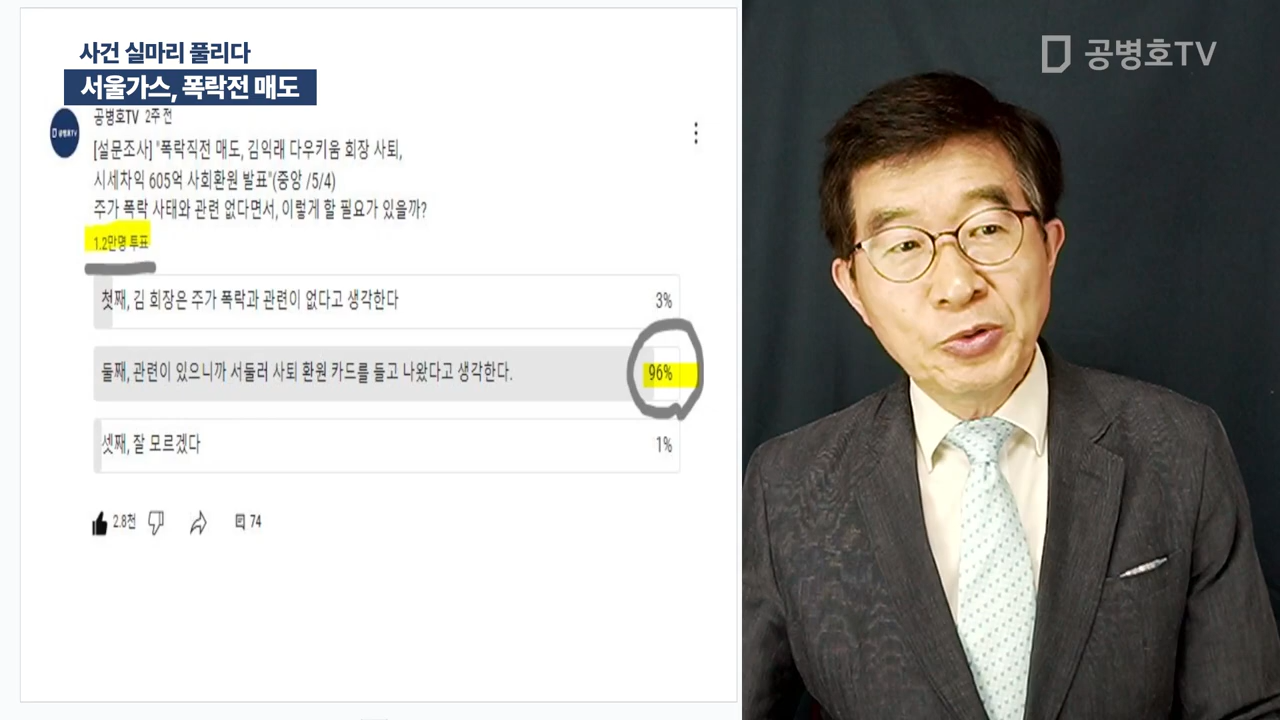 사건 실마리 풀리다
서울가스, 폭락전 매도
공병호TV
공병호TV
공병호TV 2주 전
[설문조사] "폭락직전 매도, 김익래 다우키움 회장 사퇴,
시세차익 605억 사회환원 발표"(중앙 /5/4)
주가 폭락 사태와 관련 없다면서, 이렇게 할 필요가 있을까?
1.2만명 투표
첫째, 김 회장은 주가 폭락과 관련이 없다고 생각한다 3%
둘째, 관련이 있으니까 서둘러 사퇴 환원 카드를 들고 나왔다고 생각한다. 96%
셋째, 잘 모르겠다 1%
2.8천 74